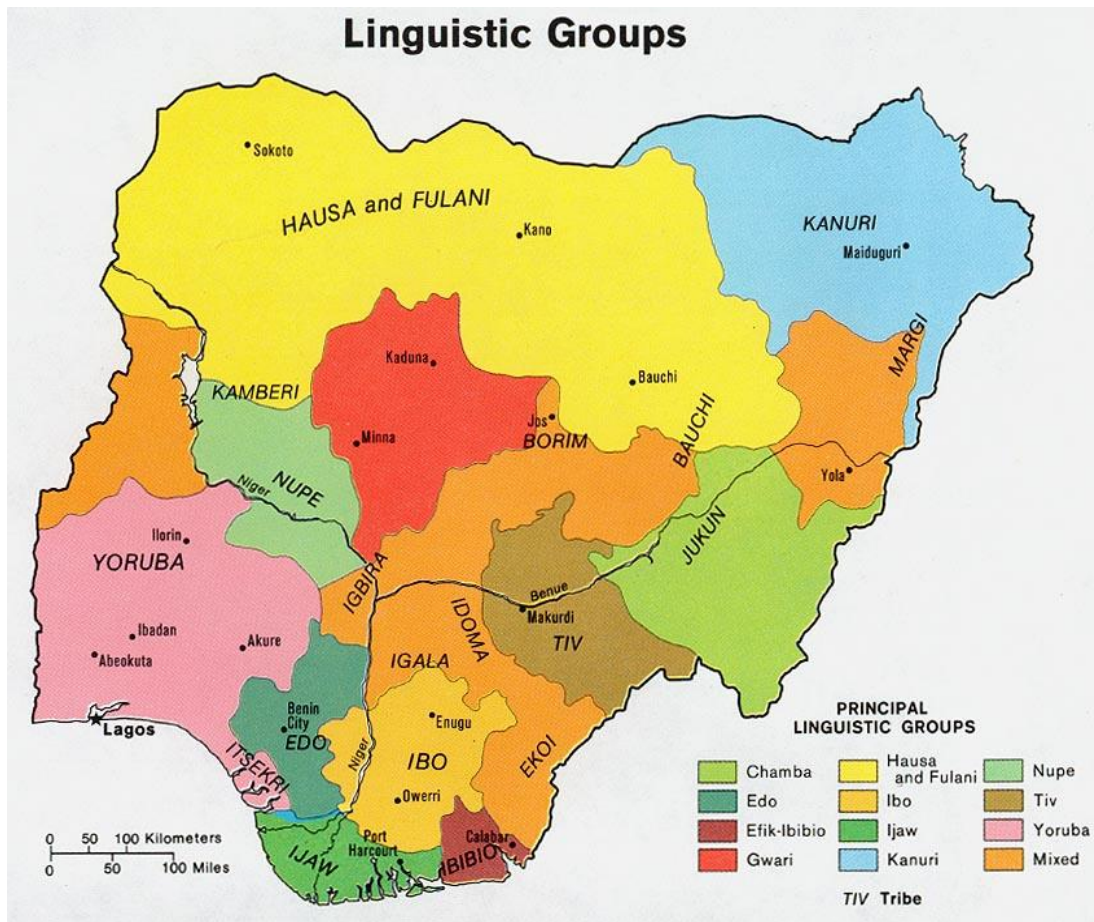 Linguistic Groups
Sokoto
HAUSA and FULANI
Kano
KANURI
Maiduguri
MARGI
Kaduna
Bauchi
KAMBERI
Jos
BORIM
BAUCHI
Minna
Yola
NUPE
Niger
Ilorin
YORUBA
JUKUN
IGBIRA
Benue
Makurdi
IDOMA
TIV
Ibadan
Akure
Abeokuta
IGALA
Lagos
Benin
City
EDO
Enugu
ITSEKRI
Niger
IBO
EKOI
Owerri
Port
Harcourt
Calabar
IJAW
IBIBIO
0 50 100 Kilometers
0 50 100 Miles
PRINCIPAL
LINGUISTIC GROUPS
Chamba
Edo
Efik-Ibibio
Gwari
Hausa
and Fulani
Ibo
Ijaw
Kanuri
Nupe
Tiv
Yoruba
Mixed
TIV Tribe